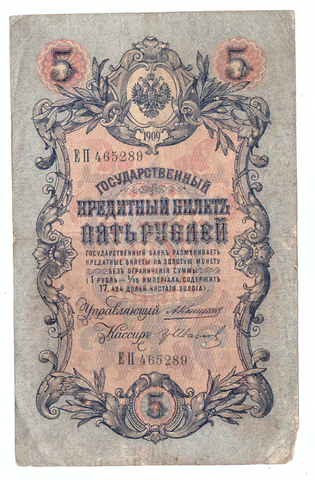 5 5
1909
ЕП 465289
ГОСУДАРСТВЕННЫЙ
КРЕДИТНЫЙ БИЛЕТЪ
ПЯТЬ РУБЛЕЙ
ГОСУДАРСТВЕННЫЙ БАНКЪ РАЗМѢНИВАЕТЪ
КРЕДИТНЫЕ БИЛЕТЫ НА ЗОЛОТУЮ МОНЕТУ
БЕЗЪ ОГРАНИЧЕНІЯ СУММЫ
(1 РУБЛЬ = 1/15 ИМПЕРІАЛА, СОДЕРЖИТЪ
17,424 ДОЛЕЙ ЧИСТАГО ЗОЛОТА).
Управляющій
Кассиръ
ЕП 465289
5